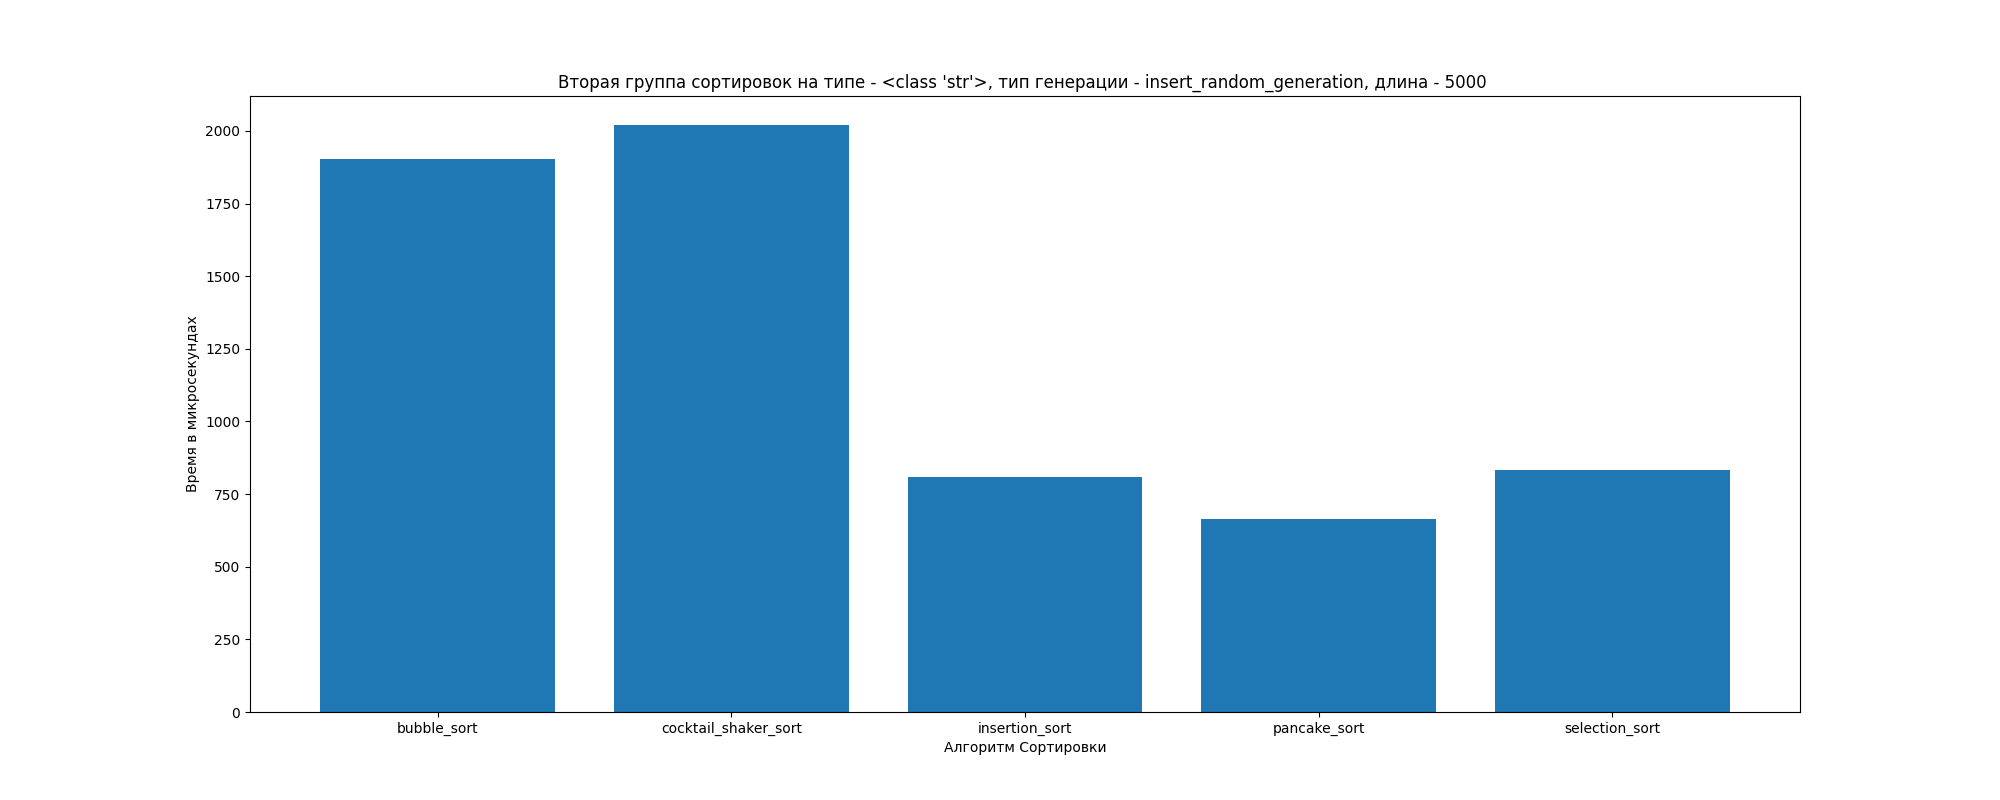 Вторая группа сортировок на типе - <class 'str'>, тип генерации - insert_random_generation, длина - 5000
Время в микросекундах
2000
1750
1500
1250
1000
750
500
250
0
bubble_sort
cocktail_shaker_sort
insertion_sort
pancake_sort
selection_sort
Алгоритм Сортировки